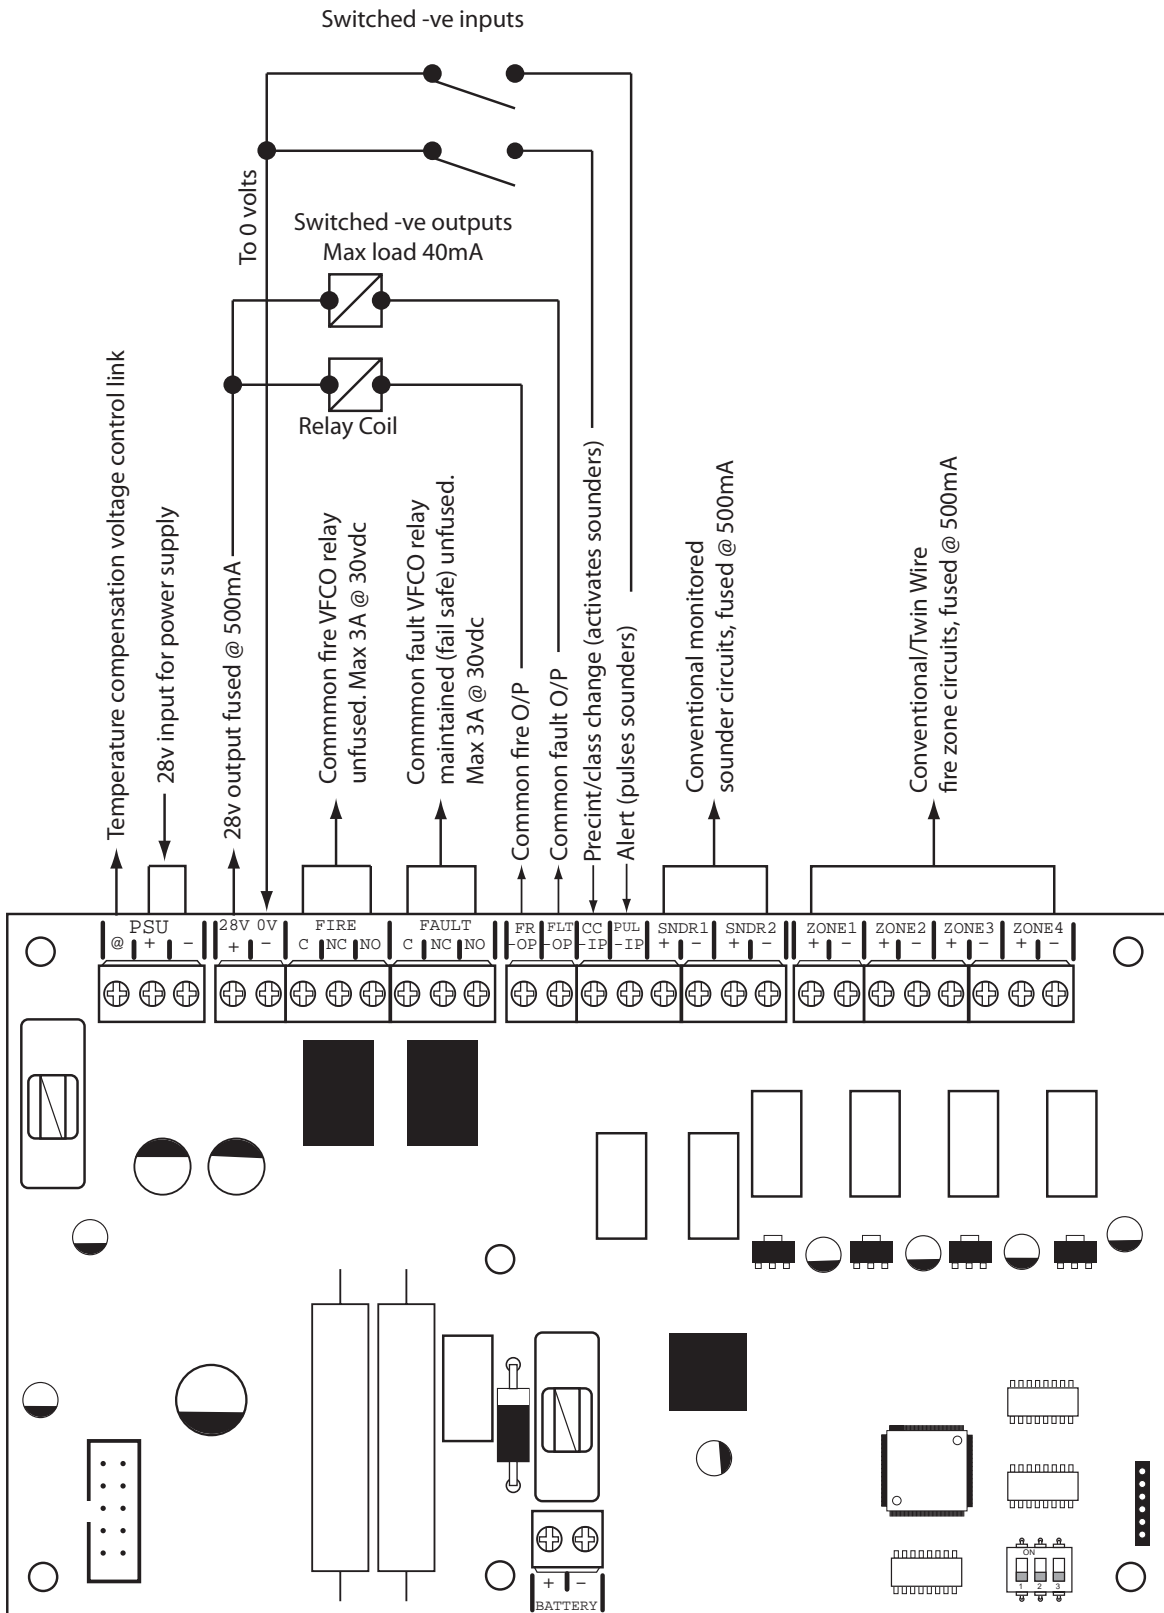 Switched -ve inputs
To 0 volts
Switched -ve outputs
Max load 40mA
Relay Coil
Temperature compensation voltage control link
28v input for power supply
28v output fused @ 500mA
Commmon fire VFCO relay
unfused. Max 3A @ 30vdc
Commmon fault VFCO relay
maintained (fail safe) unfused.
Max 3A @ 30vdc
Common fire O/P
Common fault O/P
Precint/class change (activates sounders)
Alert (pulses sounders)
Conventional monitored
sounder circuits, fused @ 500mA
Conventional/Twin Wire
fire zone circuits, fused @ 500mA
PSU 28V 0V FIRE FAULT FR FLT CC PUL SNDR1 SNDR2 ZONE1 ZONE2 ZONE3 ZONE4
@ + - + - C NC NO C NC NO -OP -OP -IP -IP + - + - + - + - + - + -
ON
1 2 3
+ -
BATTERY